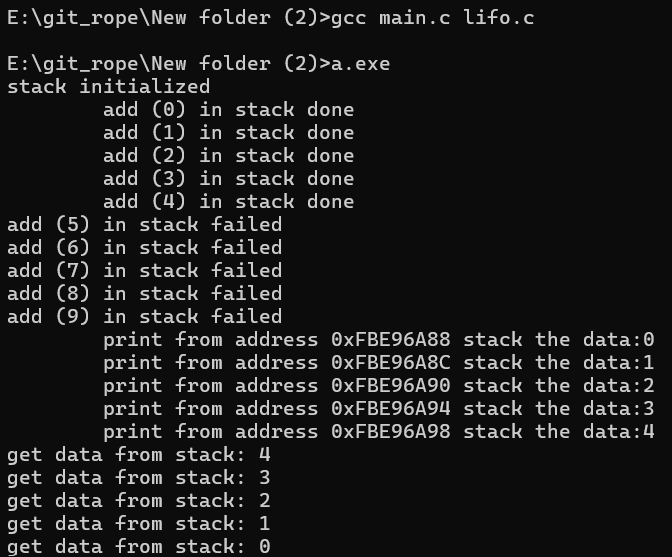 E:\git_rope\New folder (2)>gcc main.c lifo.c
E:\git_rope\New folder (2)>a.exe
stack initialized
add (0) in stack done
add (1) in stack done
add (2) in stack done
add (3) in stack done
add (4) in stack done
add (5) in stack failed
add (6) in stack failed
add (7) in stack failed
add (8) in stack failed
add (9) in stack failed
print from address 0xFBE96A88 stack the data:0
print from address 0xFBE96A8C stack the data:1
print from address 0xFBE96A90 stack the data:2
print from address 0xFBE96A94 stack the data:3
print from address 0xFBE96A98 stack the data:4
get data from stack: 4
get data from stack: 3
get data from stack: 2
get data from stack: 1
get data from stack: 0